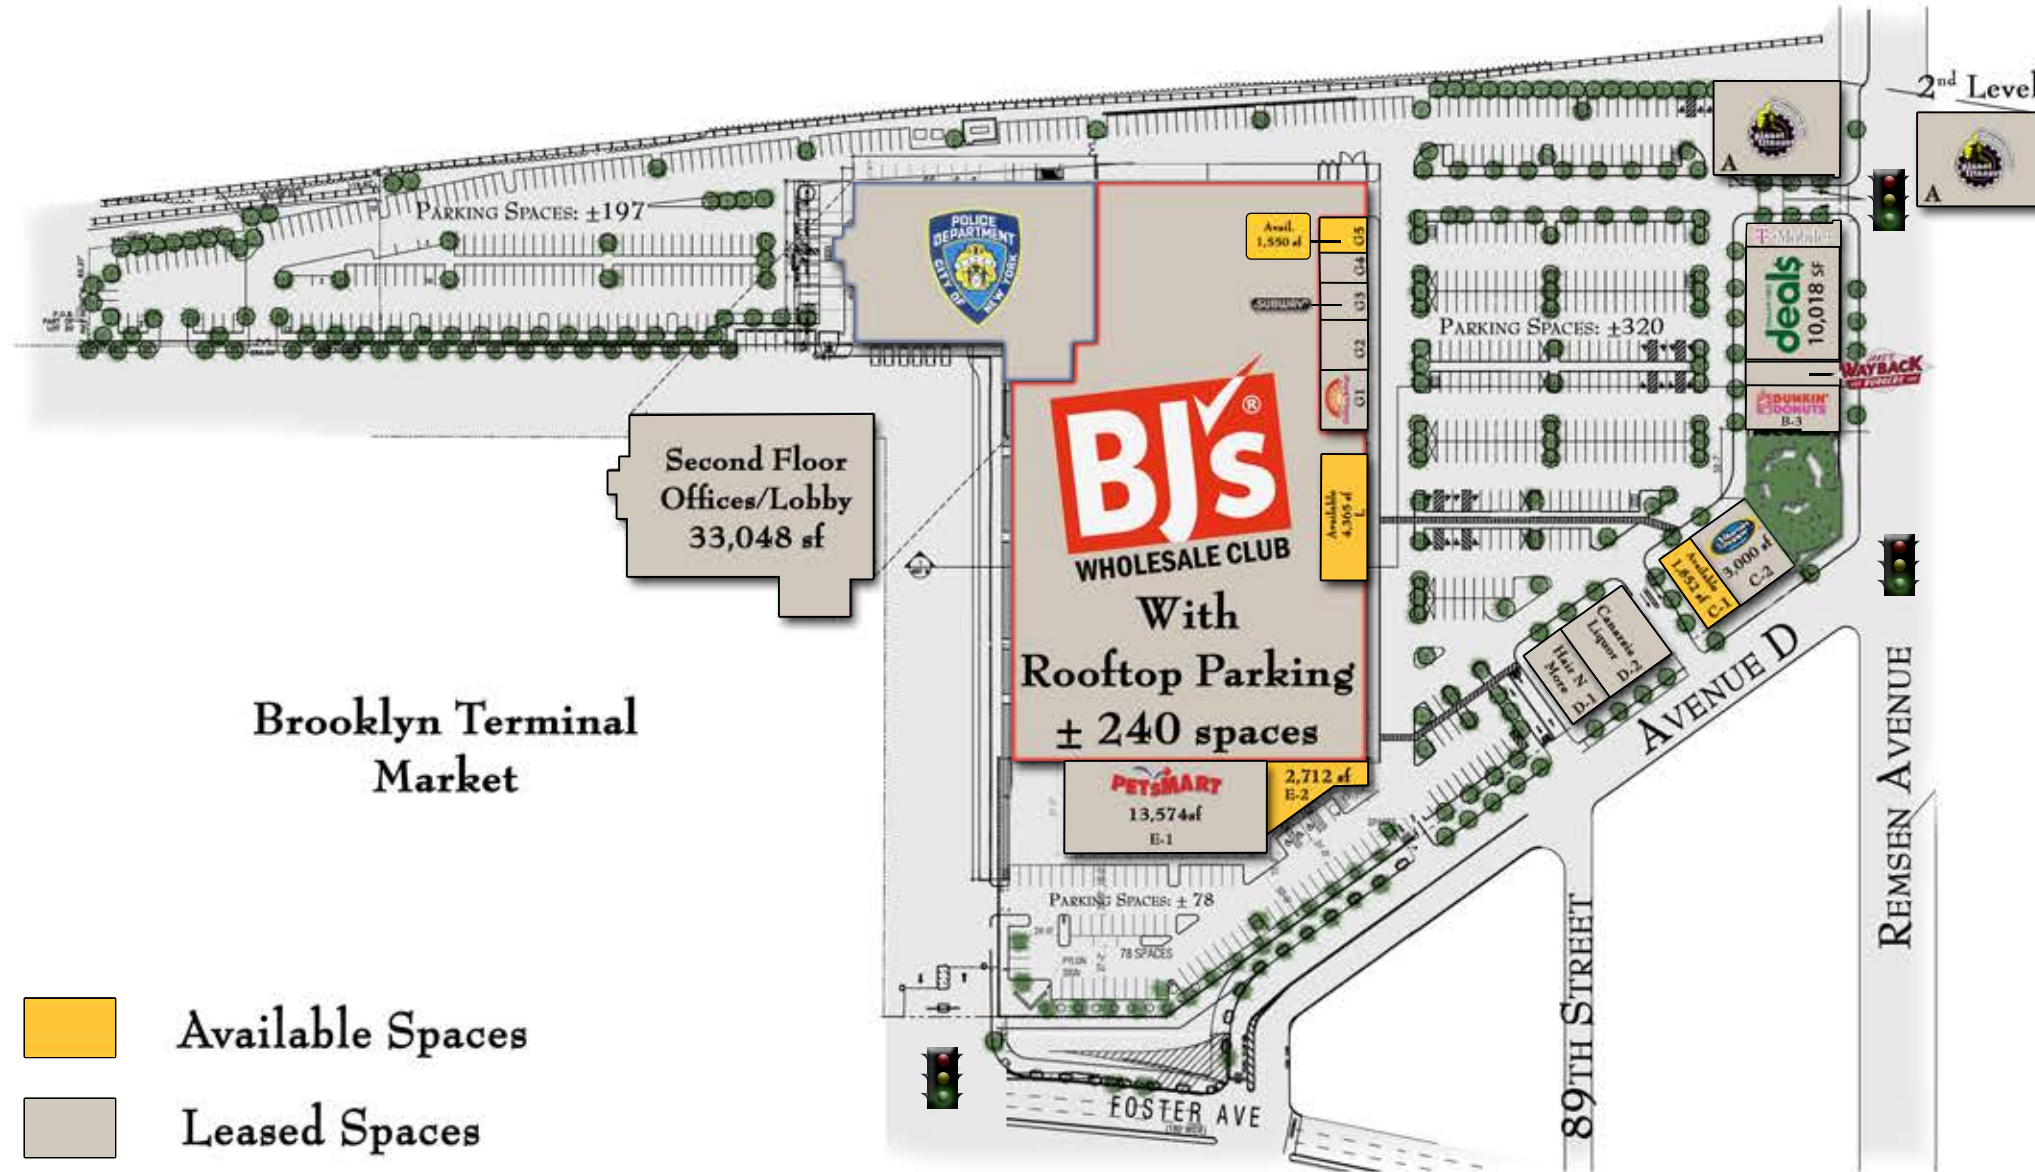 2nd Level
A
A
PARKING SPACES: ±197
POLICE
DEPARTMENT
CITY OF NEW YORK
Avail.
1,550 sf
G5
G4
SUBWAY
G3
G2
G1
T-Mobile
deals
10,018 SF
PARKING SPACES: ±320
WAYBACK
BURGERS
DUNKIN'
DONUTS
B-3
Second Floor
Offices/Lobby
33,048 sf
BJ's®
WHOLESALE CLUB
With
Rooftop Parking
± 240 spaces
Available
4,365 sf
L
3,000 sf
C-2
Available
1,852 sf
C-1
Canarsie
Liquor
D-2
Hair N
More
D-1
AVENUE D
Brooklyn Terminal
Market
PETSMART
13,574sf
E-1
2,712 sf
E-2
REMSEN AVENUE
PARKING SPACES: ± 78
78 SPACES
PYLON
SIGN
89TH STREET
Available Spaces
FOSTER AVE
Leased Spaces